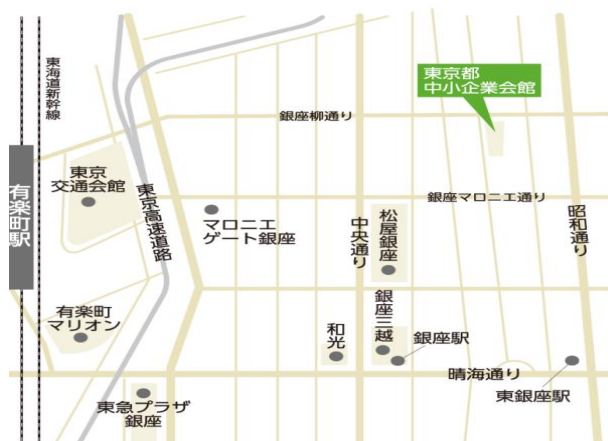 東海道新幹線
東京都
中小企業会館
銀座柳通り
有楽町駅
東京
交通会館
東京高速道路
マロニエ
ゲート銀座
銀座マロニエ通り
松屋銀座
中央通り
昭和通り
有楽町
マリオン
和光
銀座三越
銀座駅
晴海通り
東銀座駅
東急プラザ
銀座